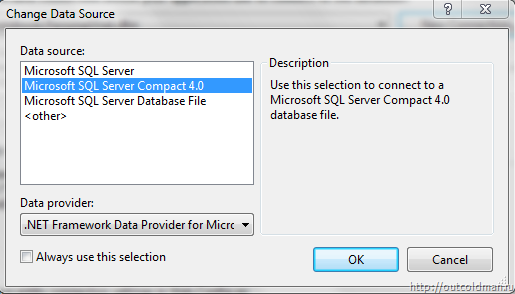 Change Data Source
Data source:
Microsoft SQL Server
Microsoft SQL Server Compact 4.0
Microsoft SQL Server Database File
<other>
Description
Use this selection to connect to a
Microsoft SQL Server Compact 4.0
database file.
Data provider:
.NET Framework Data Provider for Micro
Always use this selection
OK
Cancel
http://outcoldman.ru